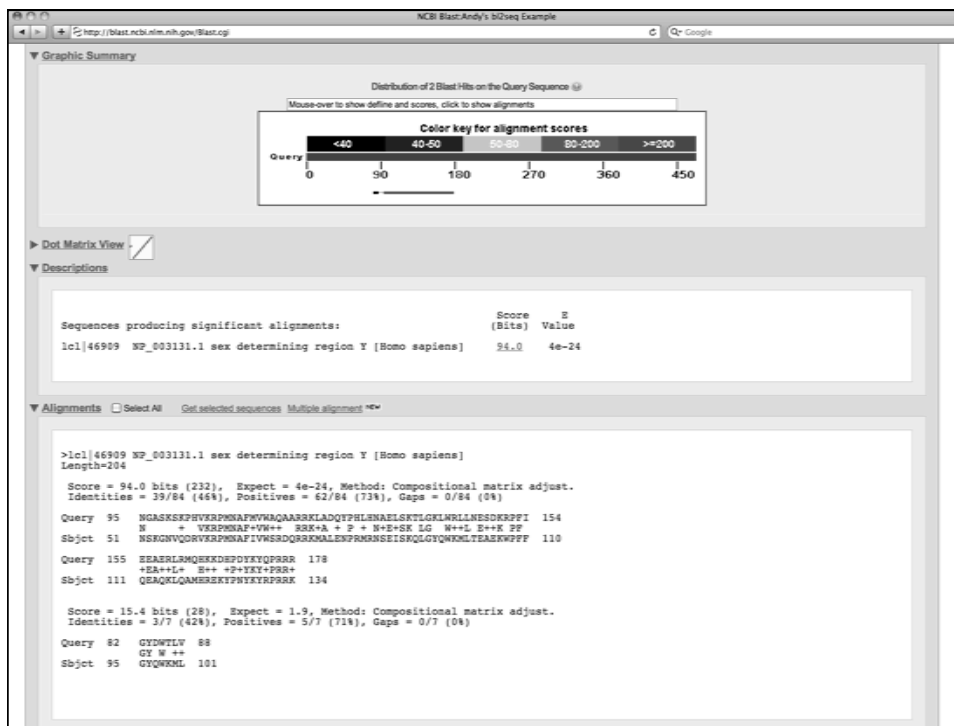 NCBI Blast:Andy's bl2seq Example
http://blast.ncbi.nlm.nih.gov/Blast.cgi
Google
Graphic Summary
Distribution of 2 Blast Hits on the Query Sequence
Mouse-over to show defline and scores, click to show alignments
Color key for alignment scores
<40 40-50 50-80 80-200 >=200
Query
0 90 180 270 360 450
Dot Matrix View
Descriptions
Score E
Sequences producing significant alignments: (Bits) Value
lcl|46909 NP_003131.1 sex determining region Y [Homo sapiens] 94.0 4e-24
Alignments Select All Get selected sequences Multiple alignment NEW
>lcl|46909 NP_003131.1 sex determining region Y [Homo sapiens]
Length=204
Score = 94.0 bits (232), Expect = 4e-24, Method: Compositional matrix adjust.
Identities = 39/84 (46%), Positives = 62/84 (73%), Gaps = 0/84 (0%)
Query 95 NGASKSKPHVKRPMNAFMVWAQAARRKLADQYPHLHNAELSKTLGKLWRLLNESDKRPFI 154
N + VKRPMNAF+VW++ RRK+A + P + N+E+SK LG W++L E++K PF
Sbjct 51 NSKGNVQDRVKRPMNAFIVWSRDQRRKMALENPRMRNSEISKQLGYQWKMLTEAEKWPFF 110
Query 155 EEAERLRMQHKKDHPDYKYQPRRR 178
+EA++L+ H++ +P+YKY+PRR+
Sbjct 111 QEAQKLQAMHREKYPNYKYRPRRK 134
Score = 15.4 bits (28), Expect = 1.9, Method: Compositional matrix adjust.
Identities = 3/7 (42%), Positives = 5/7 (71%), Gaps = 0/7 (0%)
Query 82 GYDWTLV 88
GY W ++
Sbjct 95 GYQWKML 101